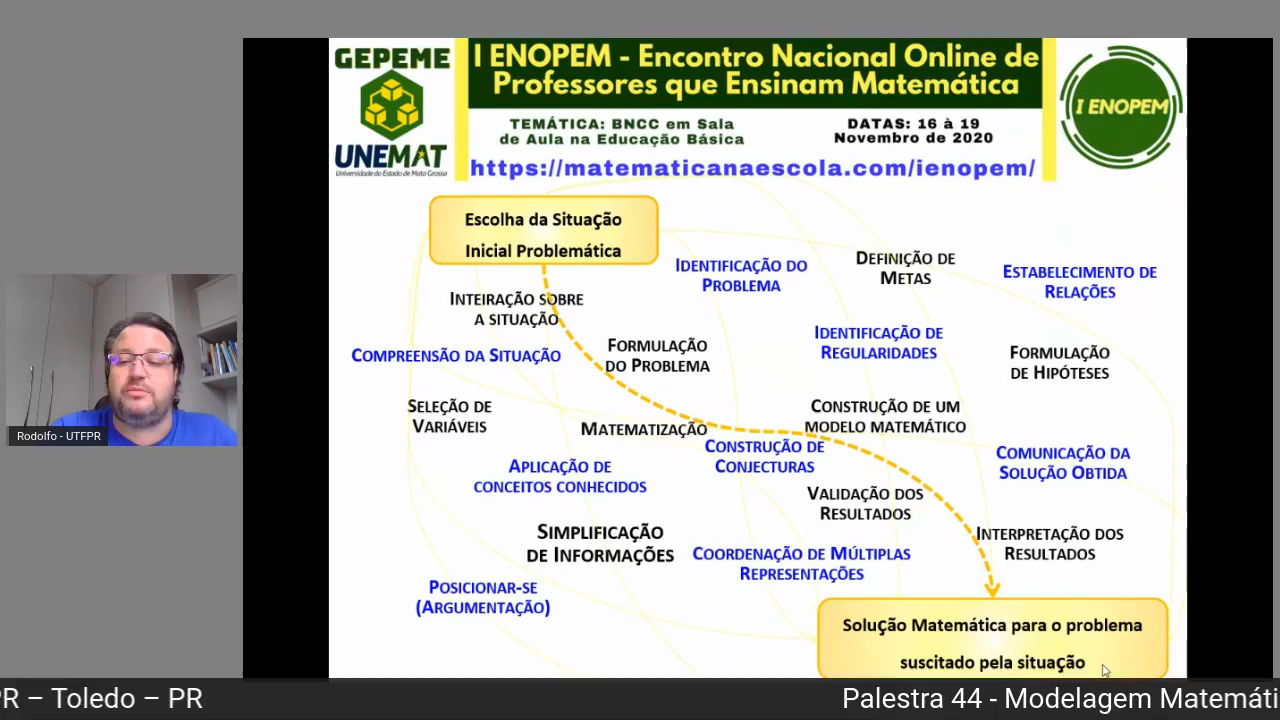 GEPEME
UNEMAT
Universidade do Estado de Mato Grosso
I ENOPEM - Encontro Nacional Online de
Professores que Ensinam Matemática
TEMÁTICA: BNCC em Sala
de Aula na Educação Básica
DATAS: 16 à 19
Novembro de 2020
https://matematicanaescola.com/ienopem/
I ENOPEM
Escolha da Situação
Inicial Problemática
IDENTIFICAÇÃO DO
PROBLEMA
DEFINIÇÃO DE
METAS
ESTABELECIMENTO DE
RELAÇÕES
INTEIRAÇÃO SOBRE
A SITUAÇÃO
COMPREENSÃO DA SITUAÇÃO
FORMULAÇÃO
DO PROBLEMA
IDENTIFICAÇÃO DE
REGULARIDADES
FORMULAÇÃO
DE HIPÓTESES
SELEÇÃO DE
VARIÁVEIS
MATEMATIZAÇÃO
CONSTRUÇÃO DE UM
MODELO MATEMÁTICO
CONSTRUÇÃO DE
CONJECTURAS
COMUNICAÇÃO DA
SOLUÇÃO OBTIDA
APLICAÇÃO DE
CONCEITOS CONHECIDOS
VALIDAÇÃO DOS
RESULTADOS
SIMPLIFICAÇÃO
DE INFORMAÇÕES
COORDENAÇÃO DE MÚLTIPLAS
REPRESENTAÇÕES
INTERPRETAÇÃO DOS
RESULTADOS
POSICIONAR-SE
(ARGUMENTAÇÃO)
Solução Matemática para o problema
suscitado pela situação
Rodolfo - UTFPR
PR – Toledo – PR
Palestra 44 - Modelagem Matemáti